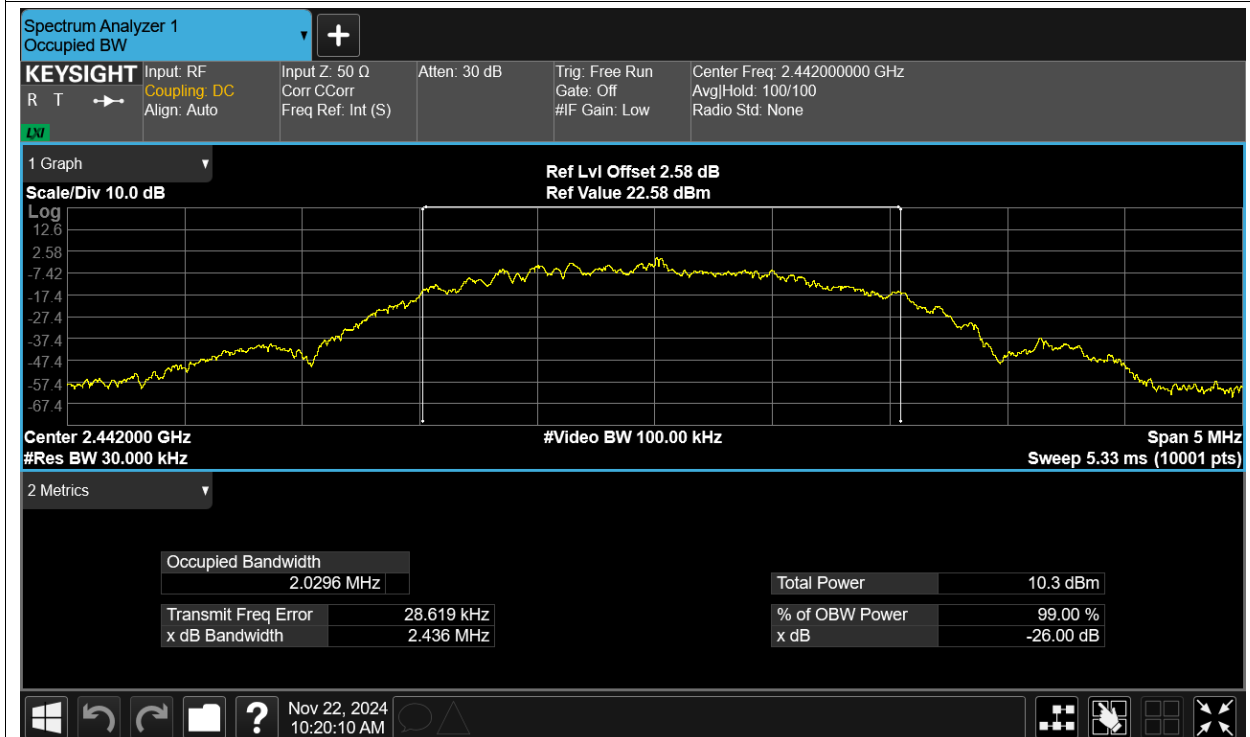 Spectrum Analyzer 1
Occupied BW
+
KEYSIGHT
R T
LXI
Input: RF
Coupling: DC
Align: Auto
Input Z: 50 Ω
Corr CCorr
Freq Ref: Int (S)
Atten: 30 dB
Trig: Free Run
Gate: Off
#IF Gain: Low
Center Freq: 2.442000000 GHz
Avg|Hold: 100/100
Radio Std: None
1 Graph
Scale/Div 10.0 dB
Ref Lvl Offset 2.58 dB
Ref Value 22.58 dBm
Log
12.6
2.58
-7.42
-17.4
-27.4
-37.4
-47.4
-57.4
-67.4
Center 2.442000 GHz
#Res BW 30.000 kHz
#Video BW 100.00 kHz
Span 5 MHz
Sweep 5.33 ms (10001 pts)
2 Metrics
Occupied Bandwidth
2.0296 MHz
Transmit Freq Error 28.619 kHz
x dB Bandwidth 2.436 MHz
Total Power 10.3 dBm
% of OBW Power 99.00 %
x dB -26.00 dB
?
Nov 22, 2024
10:20:10 AM